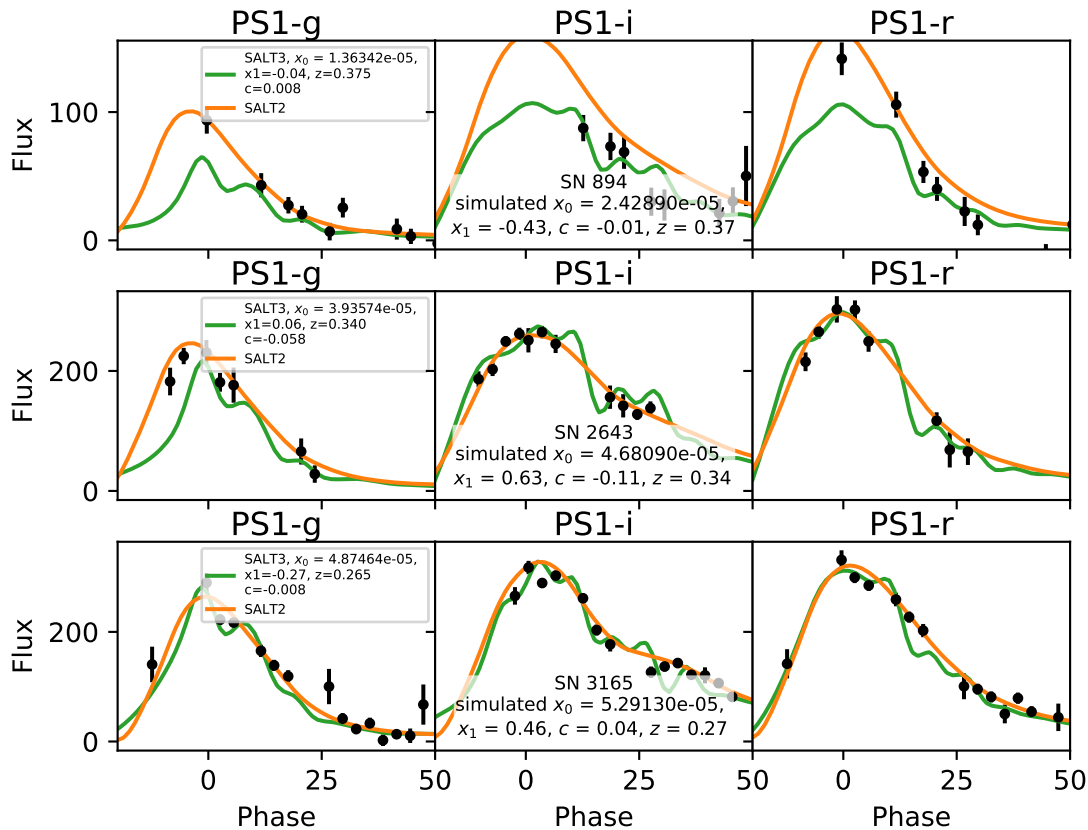 PS1-g PS1-i PS1-r
Flux
100
0
SALT3, x₀ = 1.36342e-05,
x1=-0.04, z=0.375
c=0.008
SALT2
SN 894
simulated x₀ = 2.42890e-05,
x₁ = -0.43, c = -0.01, z = 0.37
PS1-g PS1-i PS1-r
Flux
200
0
SALT3, x₀ = 3.93574e-05,
x1=0.06, z=0.340
c=-0.058
SALT2
SN 2643
simulated x₀ = 4.68090e-05,
x₁ = 0.63, c = -0.11, z = 0.34
PS1-g PS1-i PS1-r
Flux
200
0
SALT3, x₀ = 4.87464e-05,
x1=-0.27, z=0.265
c=-0.008
SALT2
SN 3165
simulated x₀ = 5.29130e-05,
x₁ = 0.46, c = 0.04, z = 0.27
0 25 50 0 25 50 0 25 50
Phase Phase Phase